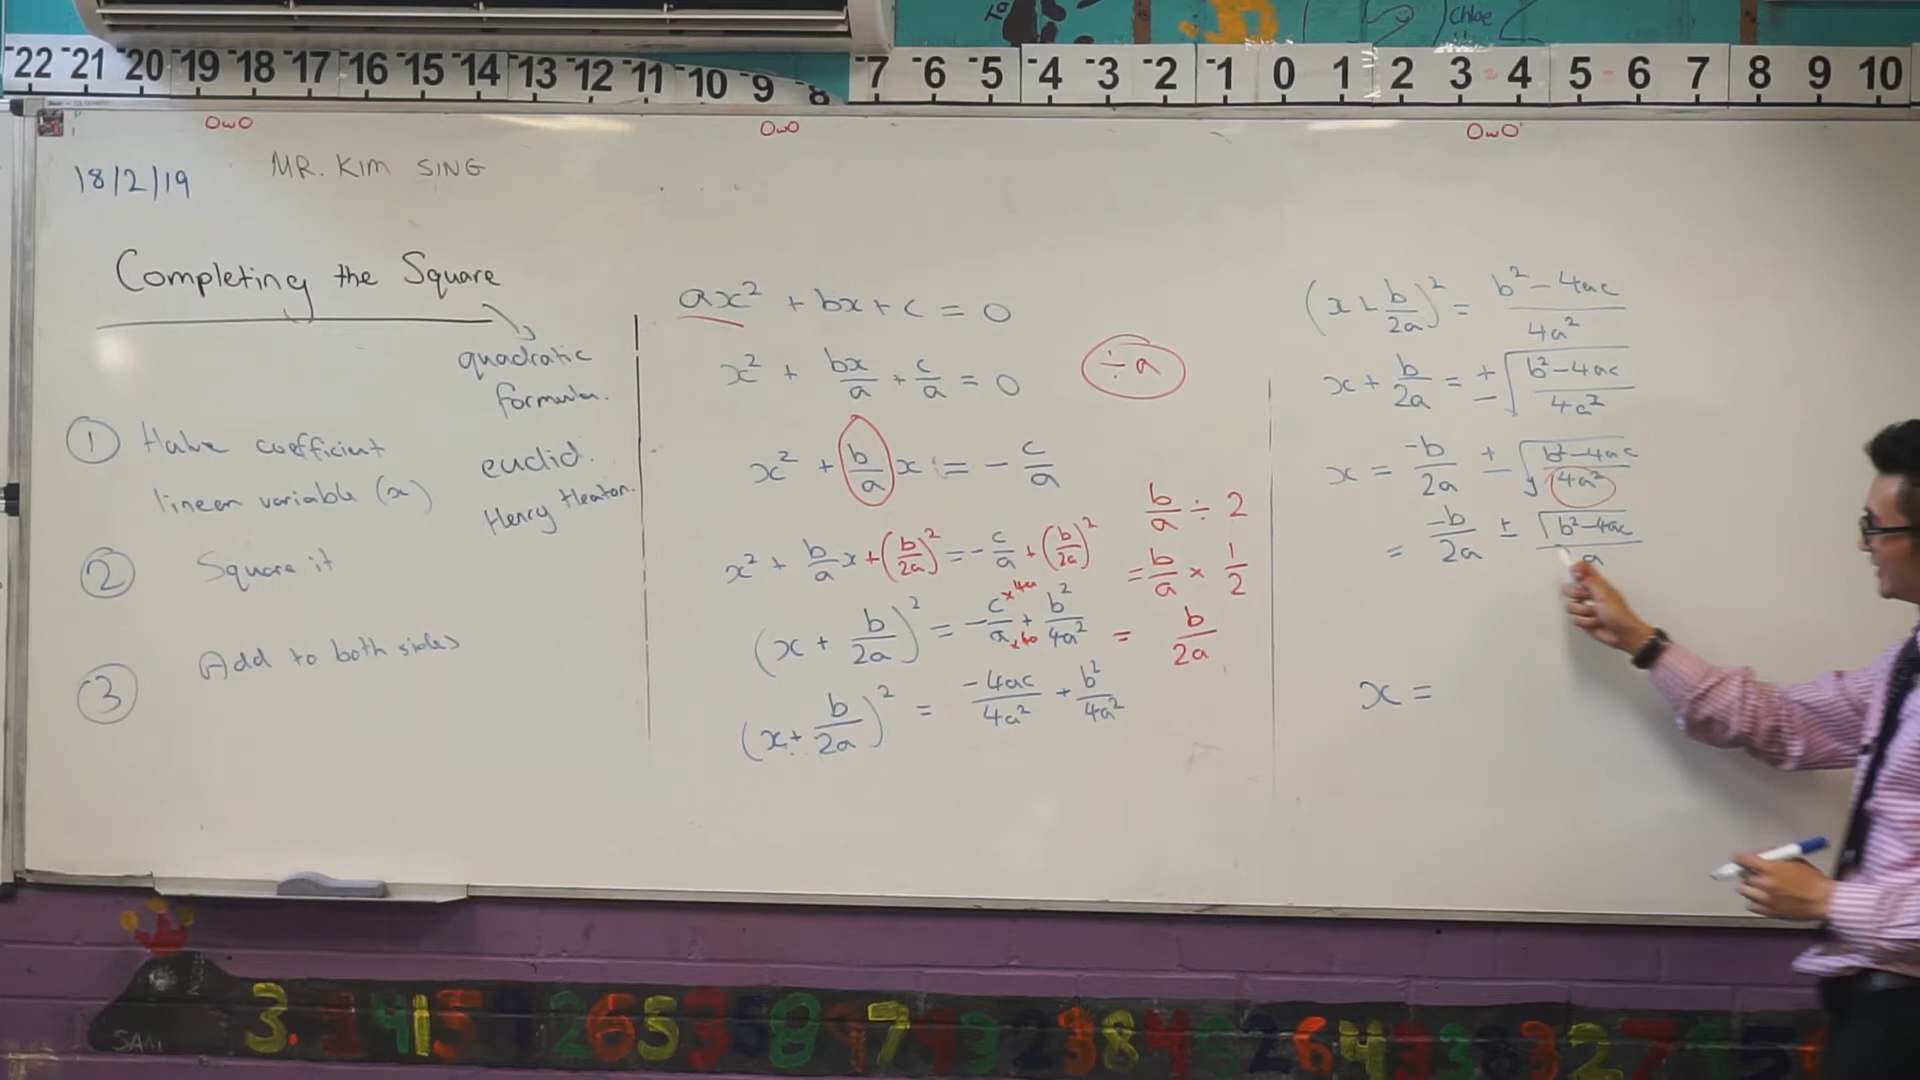 Chloe
-22 -21 -20 -19 -18 -17 -16 -15 -14 -13 -12 -11 -10 -9 -8 -7 -6 -5 -4 -3 -2 -1 0 1 2 3 4 5 6 7 8 9 10
OwO OwO OwO
18/2/19 MR. KIM SING
Completing the Square
quadratic
formula.
① Halve coefficient
linear variable (x)
euclid.
Henry Heaton.
② Square it
③ Add to both sides
ax² + bx + c = 0
x² + bx/a + c/a = 0
÷a
x² + b/a x = - c/a
x² + b/a x + (b/2a)² = - c/a + (b/2a)²
(x + b/2a)² = - c/a + b²/4a²
(x + b/2a)² = -4ac/4a² + b²/4a²
b/a ÷ 2
= b/a × 1/2
= b/2a
(x + b/2a)² = b² - 4ac / 4a²
x + b/2a = ± √(b² - 4ac / 4a²)
x = -b/2a ± √(b² - 4ac / 4a²)
= -b/2a ± √(b² - 4ac) / a
x =
SAM